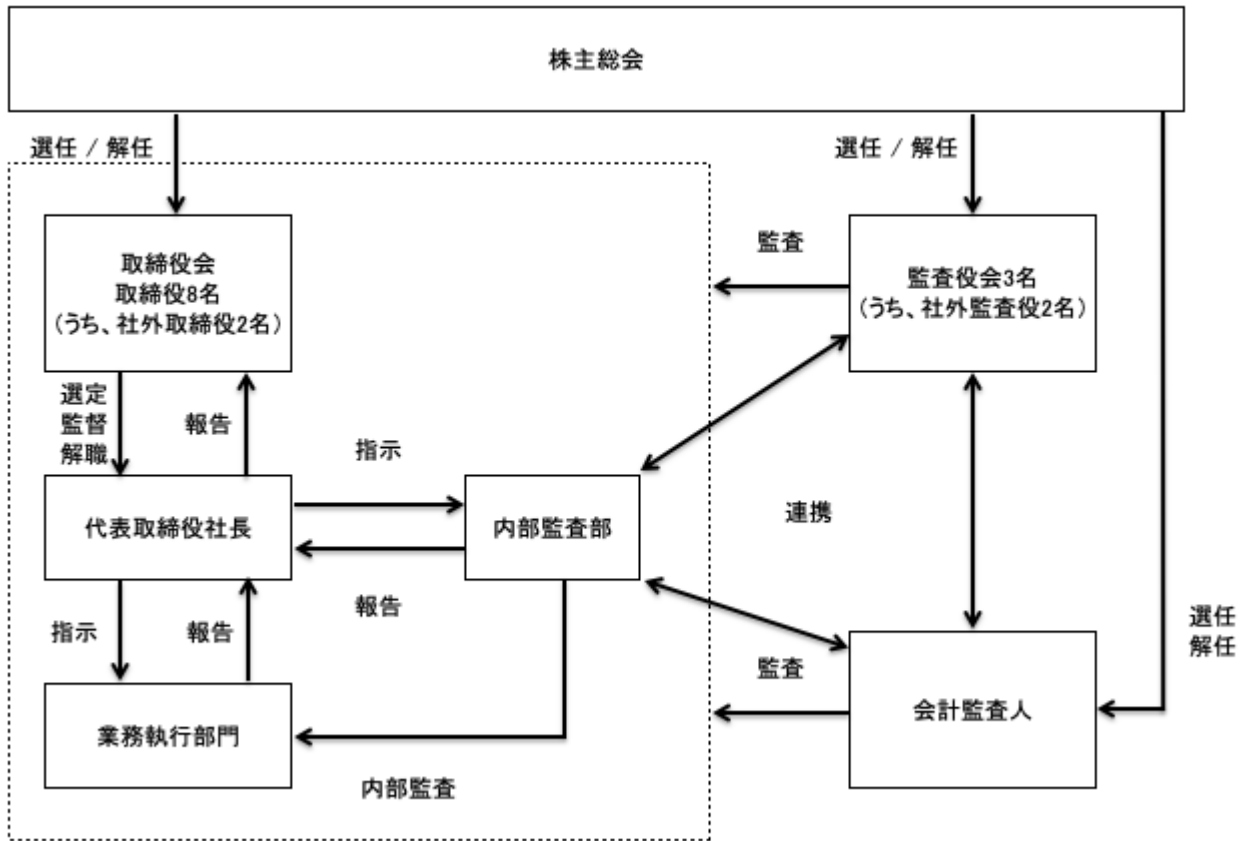 株主総会
選任 / 解任
選任 / 解任
取締役会
取締役8名
(うち、社外取締役2名)
監査
監査役会3名
(うち、社外監査役2名)
選定
監督
解職
報告
指示
代表取締役社長
内部監査部
連携
報告
指示
報告
選任
解任
監査
業務執行部門
会計監査人
内部監査